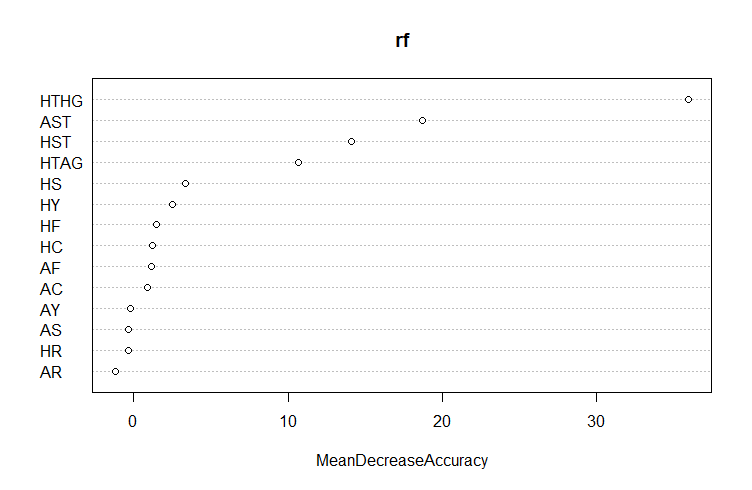 rf
HTHG
AST
HST
HTAG
HS
HY
HF
HC
AF
AC
AY
AS
HR
AR
0 10 20 30
MeanDecreaseAccuracy